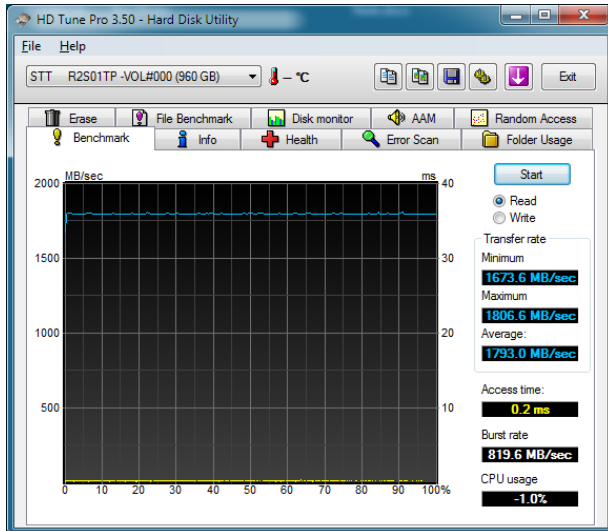 HD Tune Pro 3.50 - Hard Disk Utility
File Help
STT R2S01TP -VOL#000 (960 GB) – °C Exit
Erase File Benchmark Disk monitor AAM Random Access
Benchmark Info Health Error Scan Folder Usage
MB/sec ms
2000 40
1500 30
1000 20
500 10
0 10 20 30 40 50 60 70 80 90 100%
Start
Read
Write
Transfer rate
Minimum
1673.6 MB/sec
Maximum
1806.6 MB/sec
Average:
1793.0 MB/sec
Access time:
0.2 ms
Burst rate
819.6 MB/sec
CPU usage
-1.0%